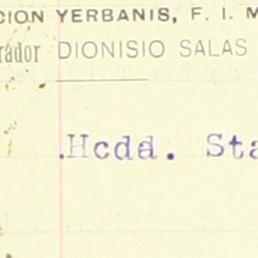 CION YERBANIS, F. I. M
rador DIONISIO SALAS
.Hcda. Sta